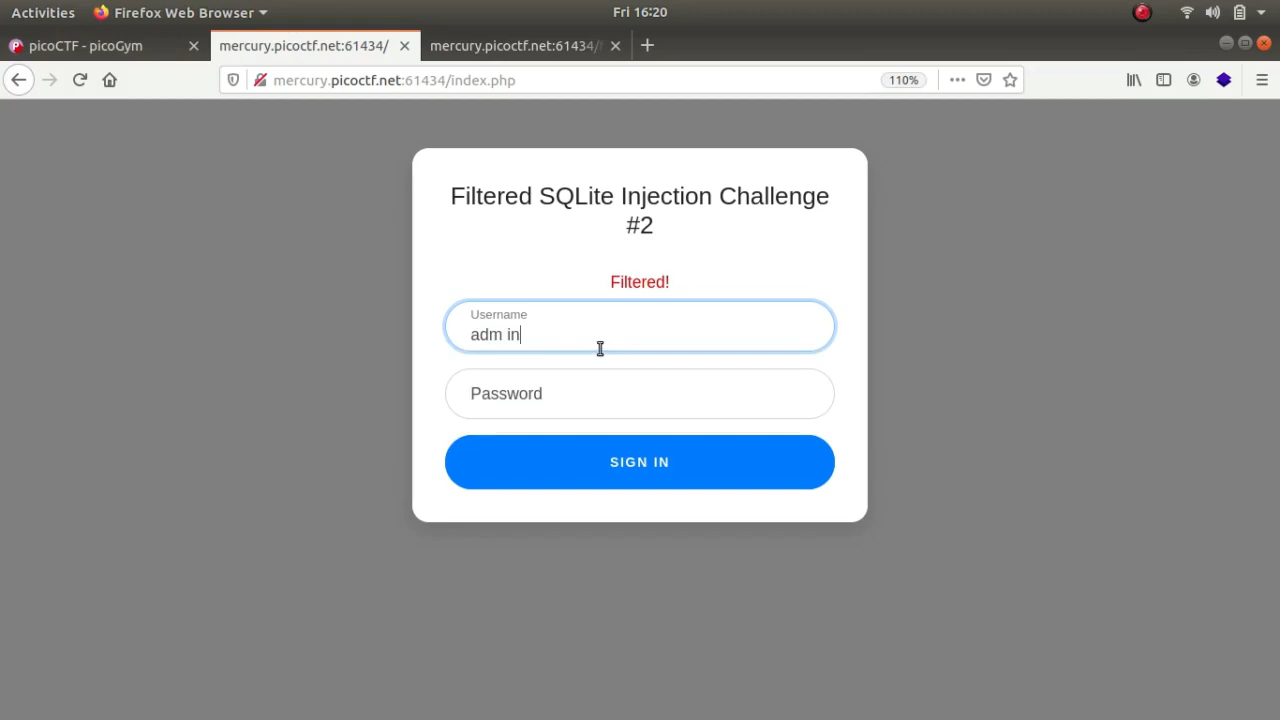 Activities Firefox Web Browser Fri 16:20
picoCTF - picoGym mercury.picoctf.net:61434/ mercury.picoctf.net:61434/
mercury.picoctf.net:61434/index.php 110%
Filtered SQLite Injection Challenge
#2
Filtered!
Username
adm in
Password
SIGN IN